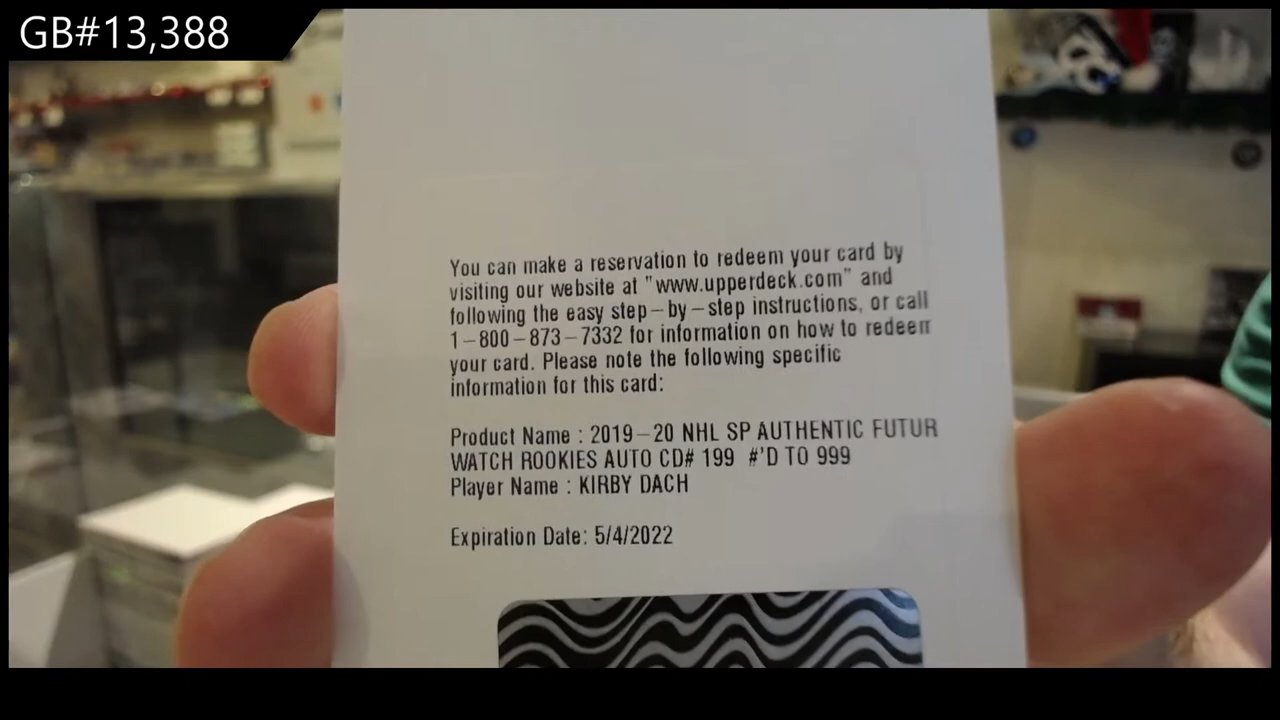 GB#13,388
You can make a reservation to redeem your card by
visiting our website at "www.upperdeck.com" and
following the easy step-by-step instructions, or call
1-800-873-7332 for information on how to redeem
your card. Please note the following specific
information for this card:
Product Name : 2019-20 NHL SP AUTHENTIC FUTUR
WATCH ROOKIES AUTO CD# 199 #'D TO 999
Player Name : KIRBY DACH
Expiration Date: 5/4/2022